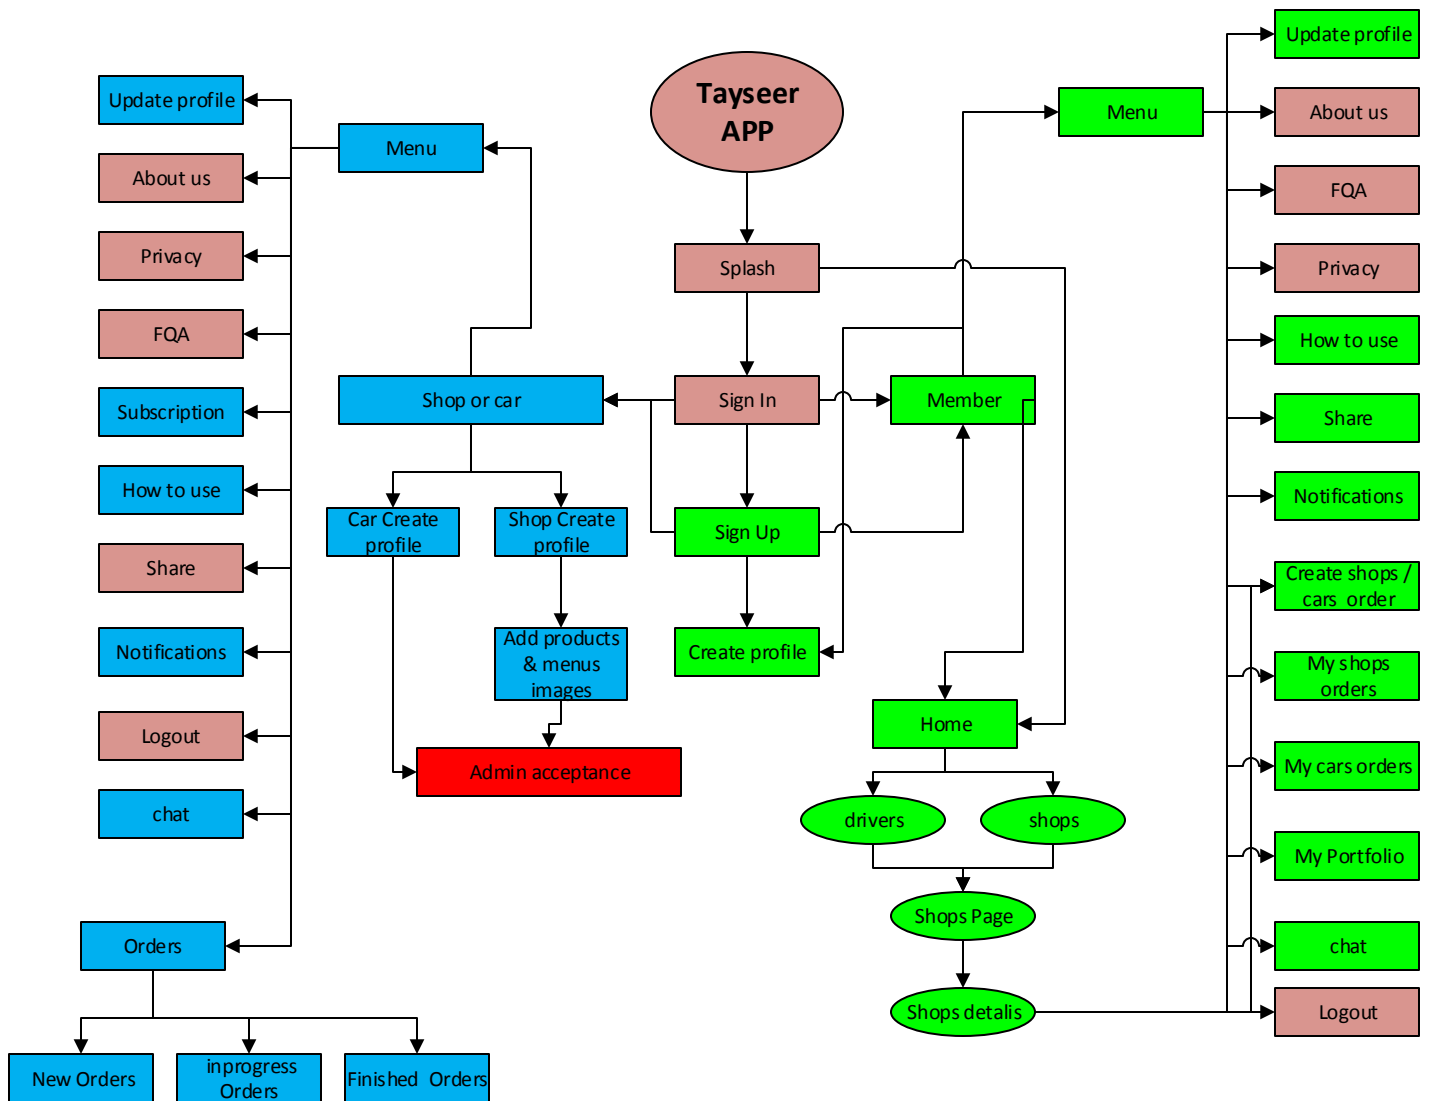 Tayseer
APP
Splash
Sign In
Sign Up
Create profile
Menu
Update profile
About us
Privacy
FQA
Subscription
How to use
Share
Notifications
Logout
chat
Orders
New Orders
inprogress
Orders
Finished  Orders
Shop or car
Car Create
profile
Shop Create
profile
Add products
& menus
images
Admin acceptance
Member
Home
drivers
shops
Shops Page
Shops detalis
Menu
Update profile
About us
FQA
Privacy
How to use
Share
Notifications
Create shops /
cars  order
My shops
orders
My cars orders
My Portfolio
chat
Logout